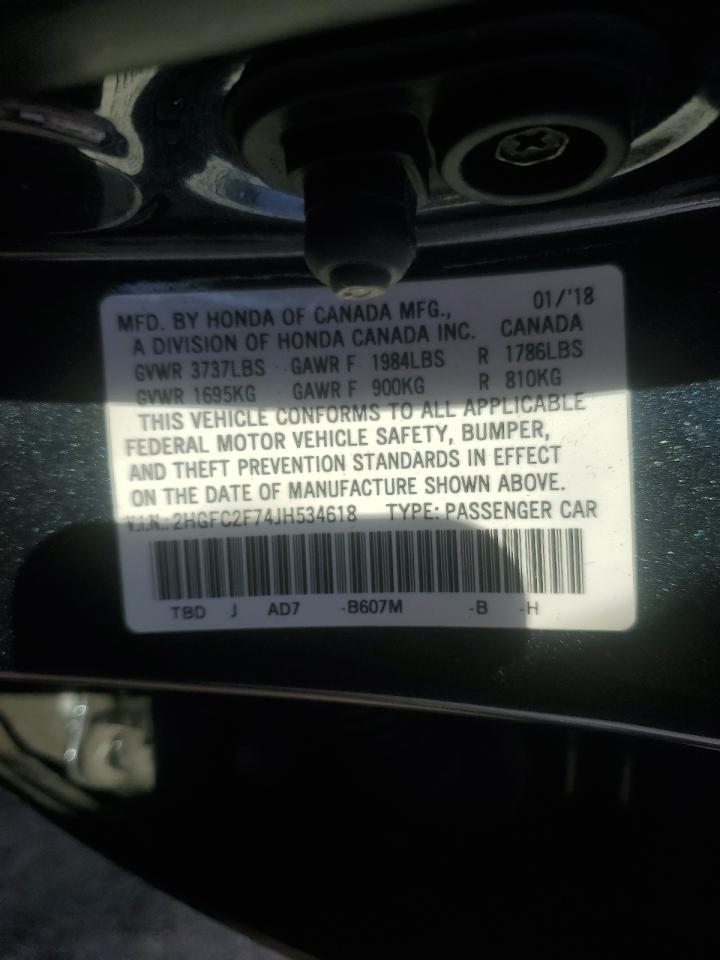 01/'18
MFD. BY HONDA OF CANADA MFG.,
A DIVISION OF HONDA CANADA INC. CANADA
GVWR 3737LBS GAWR F 1984LBS R 1786LBS
GVWR 1695KG GAWR F 900KG R 810KG
THIS VEHICLE CONFORMS TO ALL APPLICABLE
FEDERAL MOTOR VEHICLE SAFETY, BUMPER,
AND THEFT PREVENTION STANDARDS IN EFFECT
ON THE DATE OF MANUFACTURE SHOWN ABOVE.
V.I.N.: 2HGFC2F74JH534618 TYPE: PASSENGER CAR
TBD J AD7 -B607M -B -H